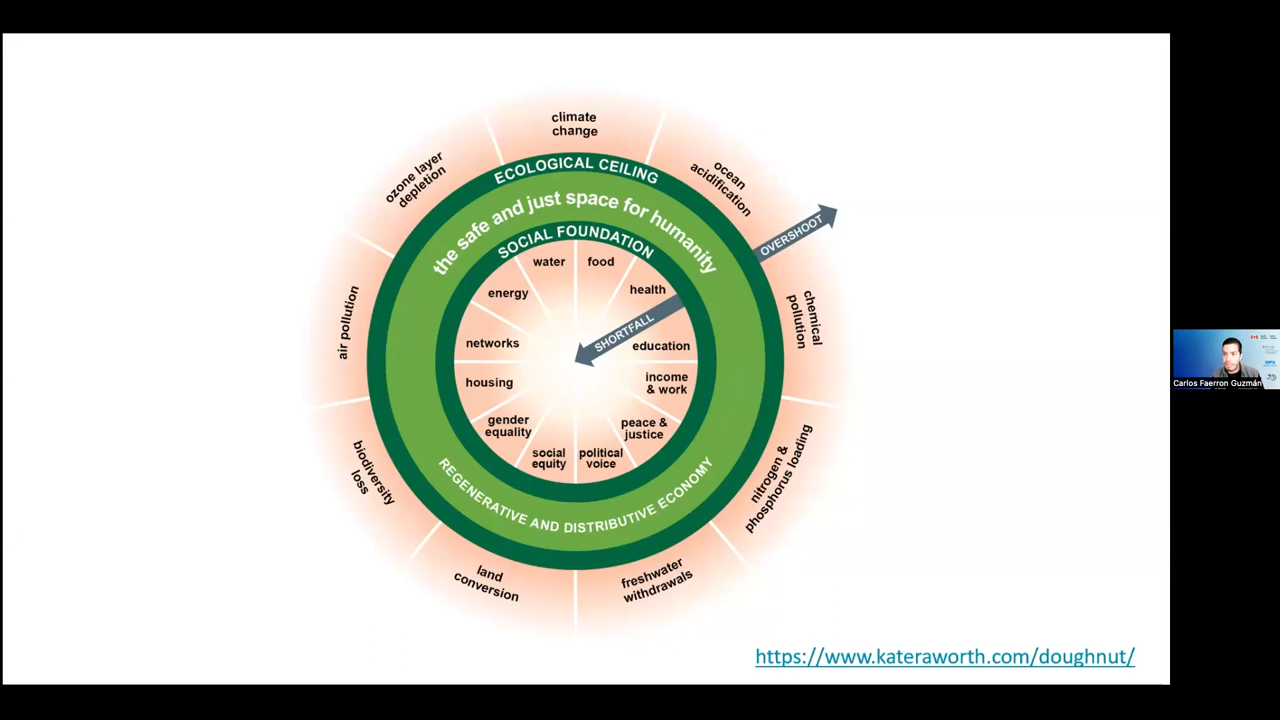 climate
change
ozone layer
depletion
ocean
acidification
ECOLOGICAL CEILING
the safe and just space for humanity
OVERSHOOT
SOCIAL FOUNDATION
water
food
energy
health
SHORTFALL
air pollution
chemical
pollution
networks
education
housing
income
& work
gender
equality
peace &
justice
social
equity
political
voice
biodiversity
loss
nitrogen &
phosphorus loading
REGENERATIVE AND DISTRIBUTIVE ECONOMY
land
conversion
freshwater
withdrawals
https://www.kateraworth.com/doughnut/
Carlos Faerron Guzmán